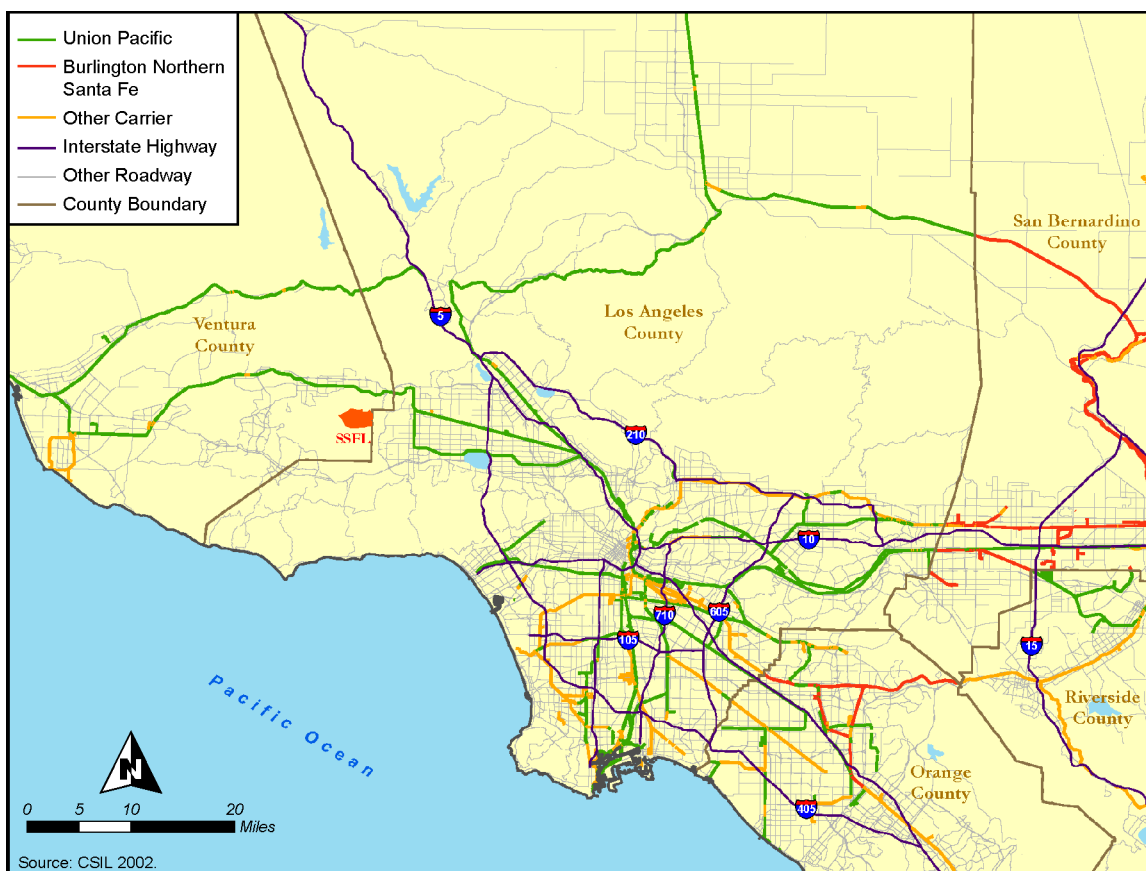 Union Pacific
Burlington Northern
Santa Fe
Other Carrier
Interstate Highway
Other Roadway
County Boundary
San Bernardino
County
Los Angeles
County
5
Ventura
County
SSFL
210
10
605
710
105
15
Riverside
County
Pacific Ocean
Orange
County
405
N
0 5 10 20
Miles
Source: CSIL 2002.